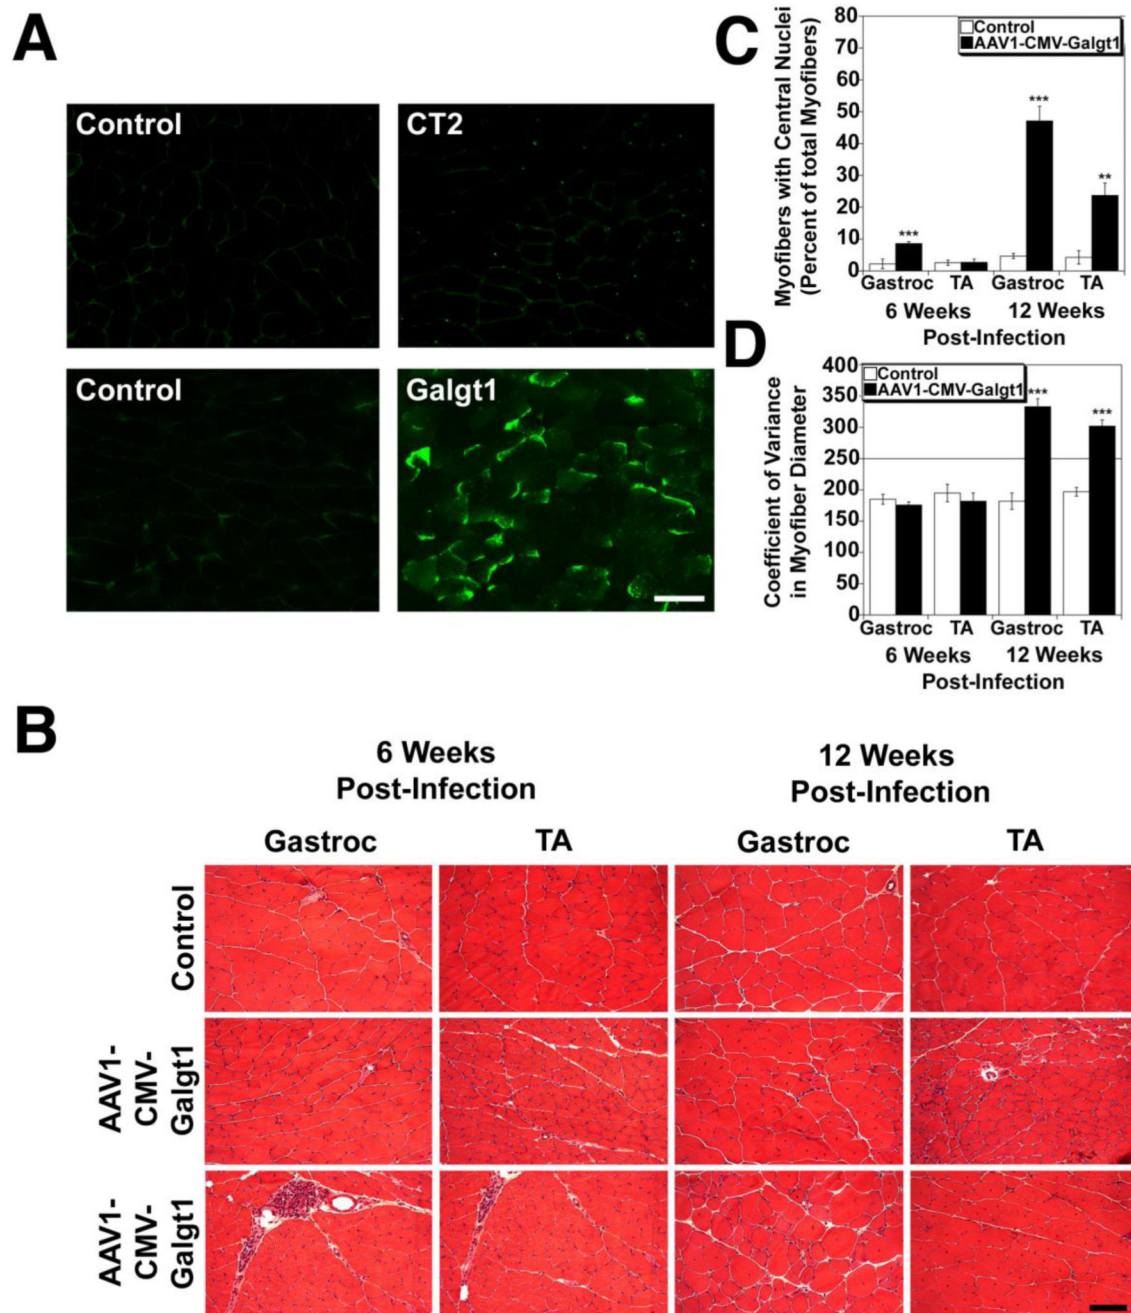 A
Control
CT2
Control
Galgt1
C
Myofibers with Central Nuclei
(Percent of total Myofibers)
80
70
60
50
40
30
20
10
0
Control
AAV1-CMV-Galgt1
***
***
**
Gastroc TA Gastroc TA
6 Weeks 12 Weeks
Post-Infection
D
Coefficient of Variance
in Myofiber Diameter
400
350
300
250
200
150
100
50
0
Control
AAV1-CMV-Galgt1
***
***
Gastroc TA Gastroc TA
6 Weeks 12 Weeks
Post-Infection
B
6 Weeks
Post-Infection
12 Weeks
Post-Infection
Gastroc TA Gastroc TA
Control
AAV1-
CMV-
Galgt1
AAV1-
CMV-
Galgt1